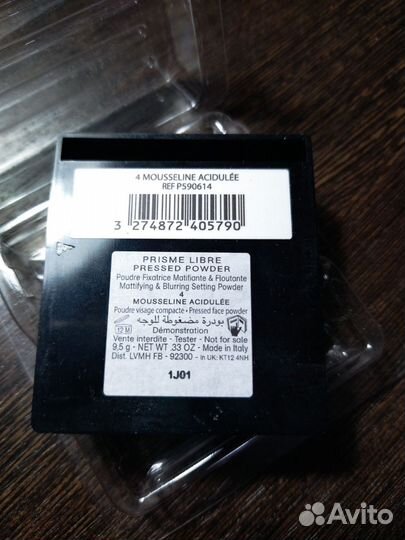 4 MOUSSELINE ACIDULÉE
REF P590614
3 274872 405790
PRISME LIBRE
PRESSED POWDER
Poudre Fixatrice Matifiante & Floutante
Mattifying & Blurring Setting Powder
4
MOUSSELINE ACIDULÉE
Poudre visage compacte • Pressed face powder
بودرة مضغوطة للوجه
12 M
Démonstration
Vente interdite - Tester - Not for sale
9,5 g - NET WT .33 OZ - Made in Italy
Dist. LVMH FB - 92300 - In UK: KT12 4NH
1J01
Avito